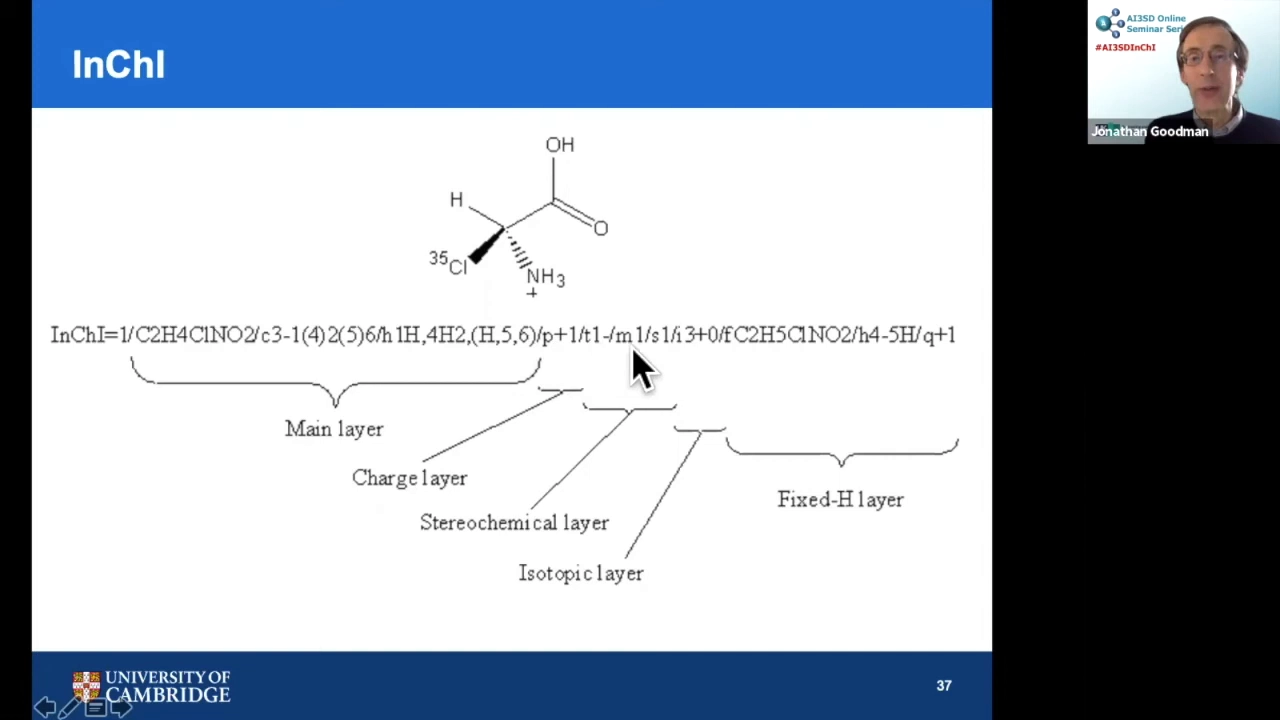 InChI
AI3SD Online
Seminar Seri
#AI3SDInChI
Jonathan Goodman
OH
H
O
35Cl
NH3
+
InChI=1/C2H4ClNO2/c3-1(4)2(5)6/h1H,4H2,(H,5,6)/p+1/t1-/m1/s1/i3+0/fC2H5ClNO2/h4-5H/q+1
Main layer
Charge layer
Stereochemical layer
Isotopic layer
Fixed-H layer
UNIVERSITY OF
CAMBRIDGE
37